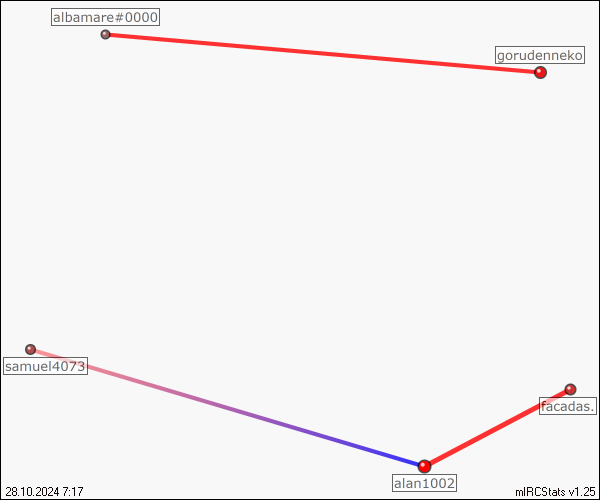 albamare#0000
gorudenneko
samuel4073
facadas.
alan1002
28.10.2024 7:17
mIRCStats v1.25